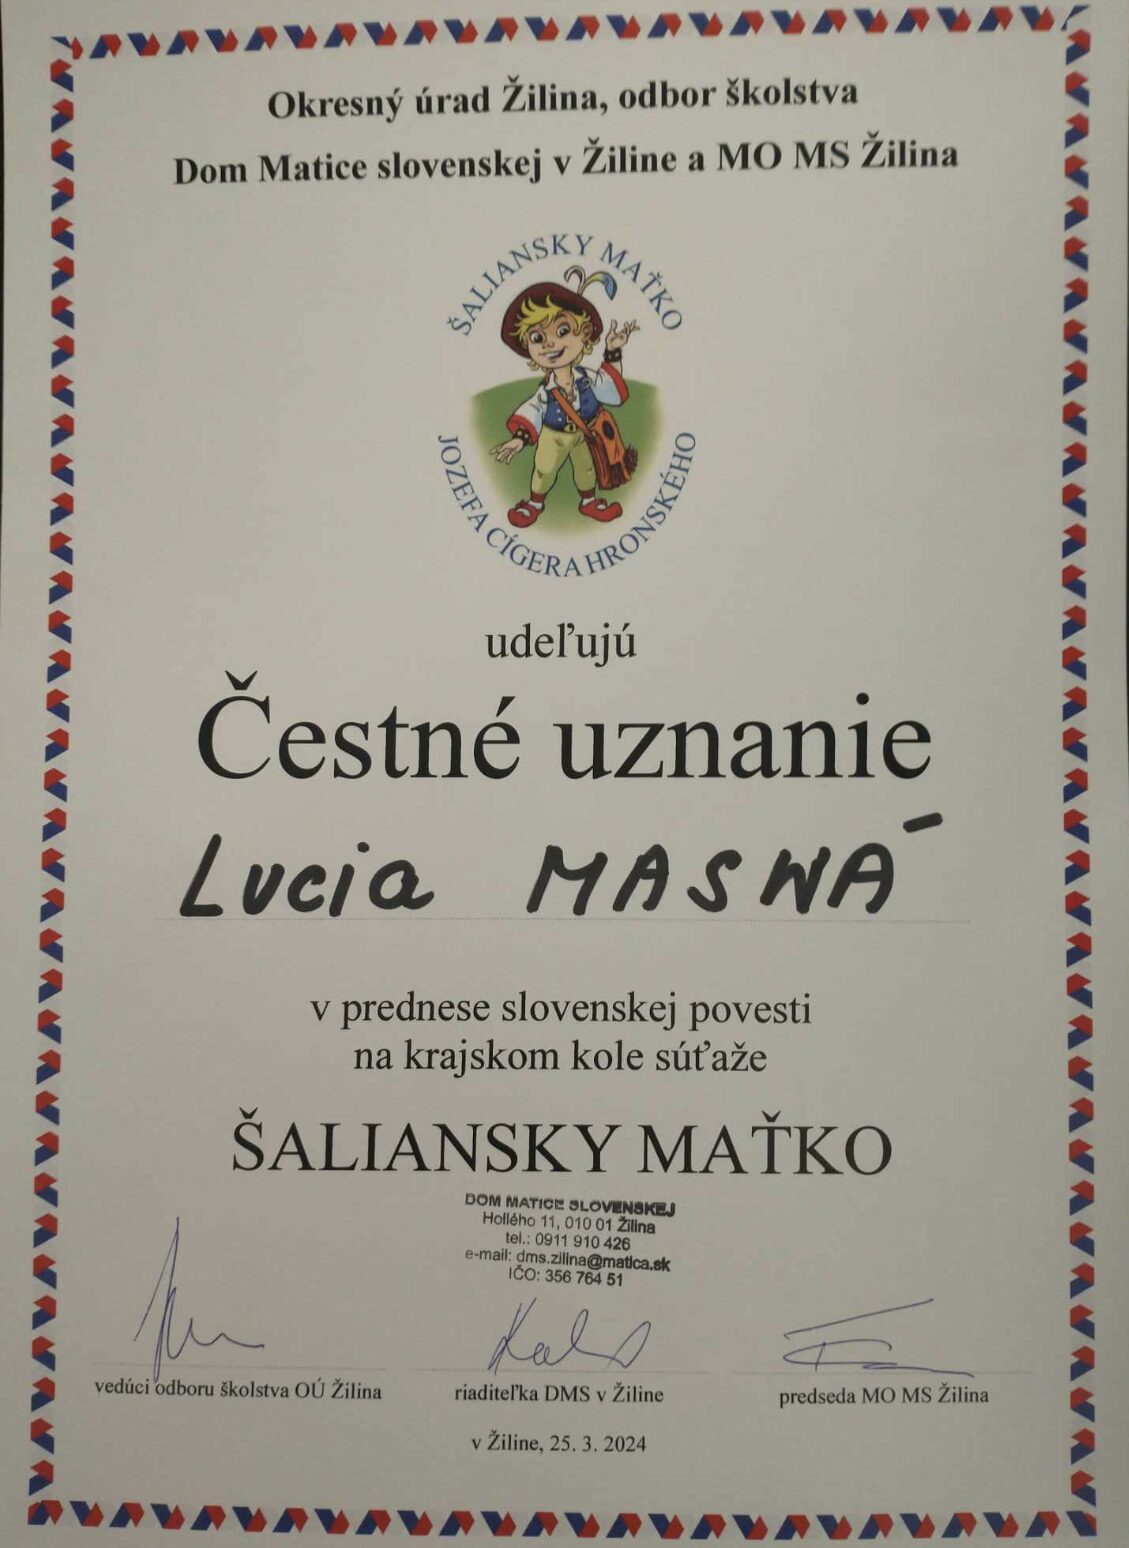 Okresný úrad Žilina, odbor školstva
Dom Matice slovenskej v Žiline a MO MS Žilina
ŠALIANSKY MAŤKO
JOZEFA CÍGERA HRONSKÉHO
udeľujú
Čestné uznanie
Lucia MASNÁ
v prednese slovenskej povesti
na krajskom kole súťaže
ŠALIANSKY MAŤKO
DOM MATICE SLOVENSKEJ
Hollého 11, 010 01 Žilina
tel.: 0911 910 426
e-mail: dms.zilina@matica.sk
IČO: 356 764 51
vedúci odboru školstva OÚ Žilina
riaditeľka DMS v Žiline
predseda MO MS Žilina
v Žiline, 25. 3. 2024